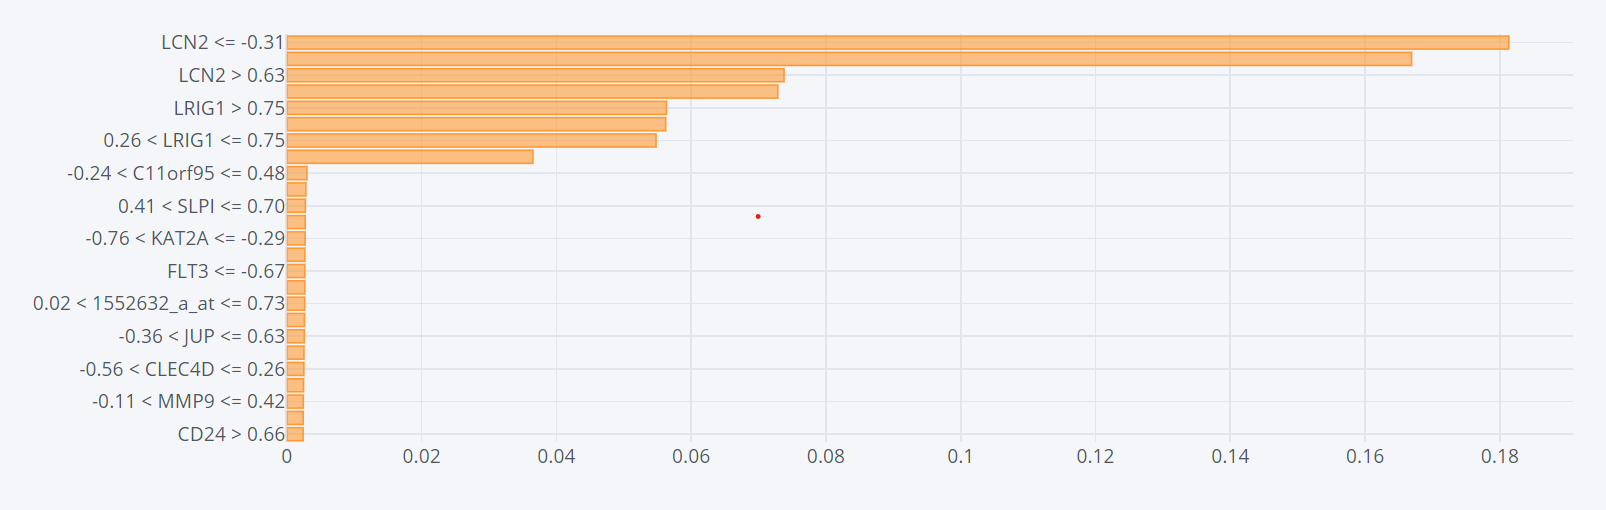 LCN2 <= -0.31
LCN2 > 0.63
LRIG1 > 0.75
0.26 < LRIG1 <= 0.75
-0.24 < C11orf95 <= 0.48
0.41 < SLPI <= 0.70
-0.76 < KAT2A <= -0.29
FLT3 <= -0.67
0.02 < 1552632_a_at <= 0.73
-0.36 < JUP <= 0.63
-0.56 < CLEC4D <= 0.26
-0.11 < MMP9 <= 0.42
CD24 > 0.66
0 0.02 0.04 0.06 0.08 0.1 0.12 0.14 0.16 0.18